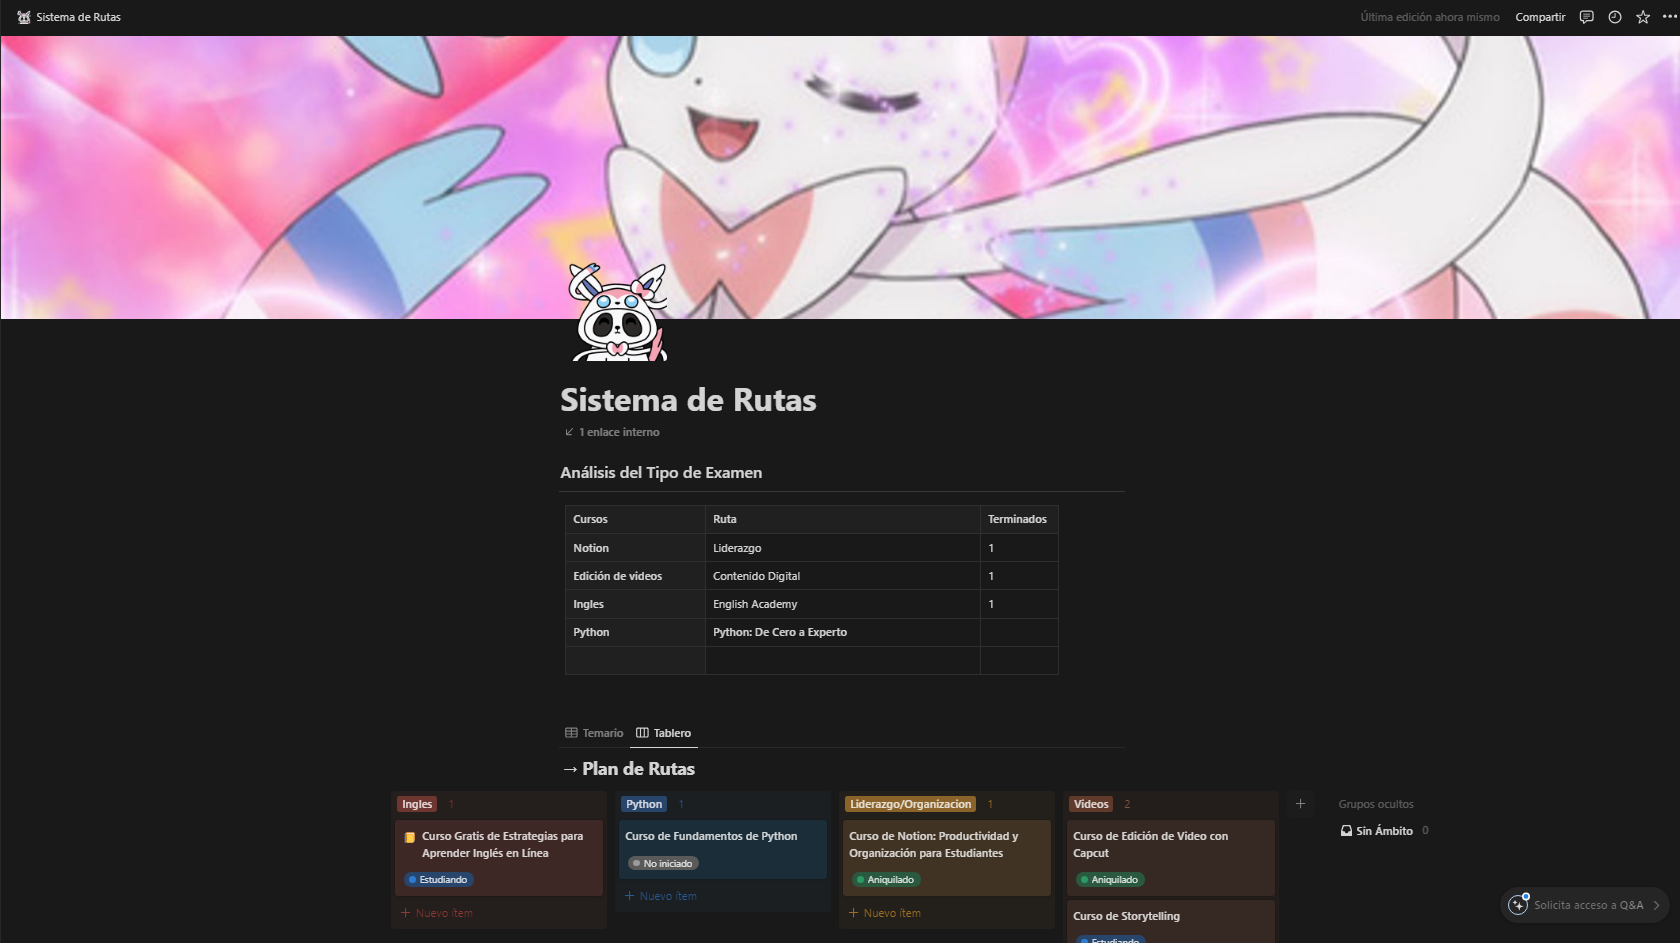 Sistema de Rutas
Última edición ahora mismo
Compartir
Sistema de Rutas
1 enlace interno
Análisis del Tipo de Examen
Cursos Ruta Terminados
Notion Liderazgo 1
Edición de videos Contenido Digital 1
Ingles English Academy 1
Python Python: De Cero a Experto
Temario Tablero
→ Plan de Rutas
Ingles 1
Curso Gratis de Estrategias para
Aprender Inglés en Línea
Estudiando
+ Nuevo ítem
Python 1
Curso de Fundamentos de Python
No iniciado
+ Nuevo ítem
Liderazgo/Organizacion 1
Curso de Notion: Productividad y
Organización para Estudiantes
Aniquilado
+ Nuevo ítem
Videos 2
Curso de Edición de Video con
Capcut
Aniquilado
Curso de Storytelling
Estudiando
Grupos ocultos
Sin Ámbito 0
Solicita acceso a Q&A